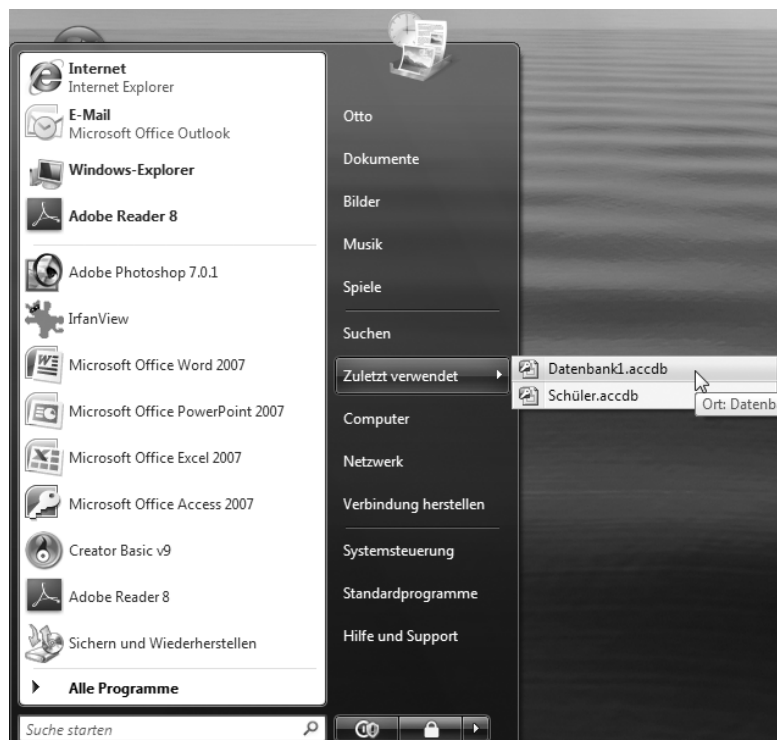 Internet
Internet Explorer
E-Mail
Microsoft Office Outlook
Windows-Explorer
Adobe Reader 8
Adobe Photoshop 7.0.1
IrfanView
Microsoft Office Word 2007
Microsoft Office PowerPoint 2007
Microsoft Office Excel 2007
Microsoft Office Access 2007
Creator Basic v9
Adobe Reader 8
Sichern und Wiederherstellen
Alle Programme
Suche starten
Otto
Dokumente
Bilder
Musik
Spiele
Suchen
Zuletzt verwendet
Computer
Netzwerk
Verbindung herstellen
Systemsteuerung
Standardprogramme
Hilfe und Support
Datenbank1.accdb
Schüler.accdb
Ort: Datenb